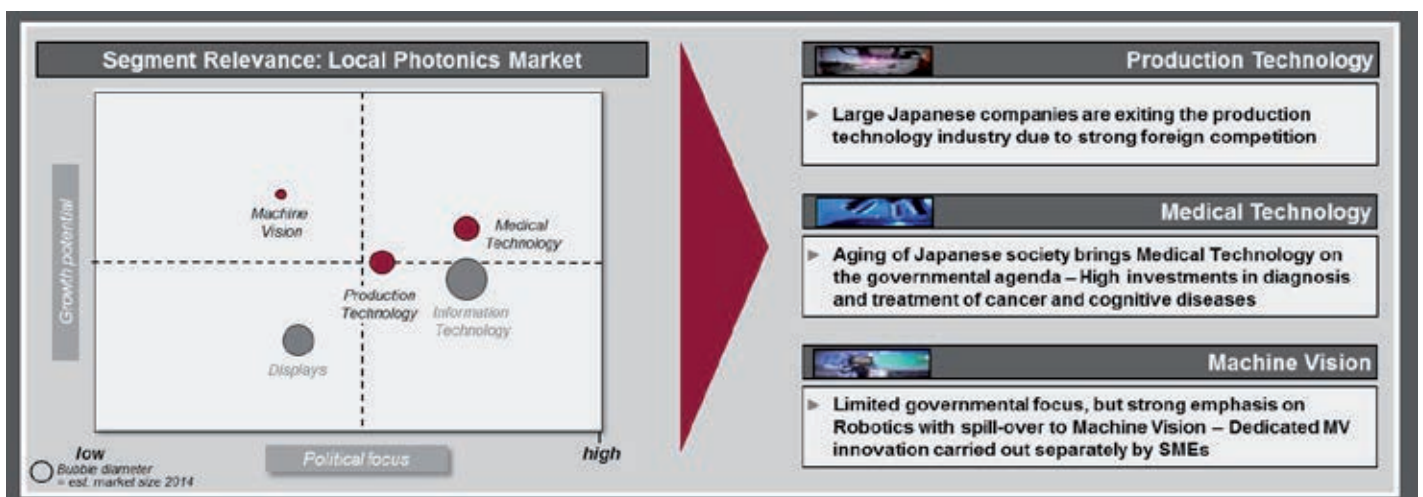 Segment Relevance: Local Photonics Market
Growth potential
Machine
Vision
Medical
Technology
Production
Technology
Information
Technology
Displays
low
Political focus
high
Bubble diameter
= est. market size 2014
Production Technology
Large Japanese companies are exiting the production
technology industry due to strong foreign competition
Medical Technology
Aging of Japanese society brings Medical Technology on
the governmental agenda – High investments in diagnosis
and treatment of cancer and cognitive diseases
Machine Vision
Limited governmental focus, but strong emphasis on
Robotics with spill-over to Machine Vision – Dedicated MV
innovation carried out separately by SMEs